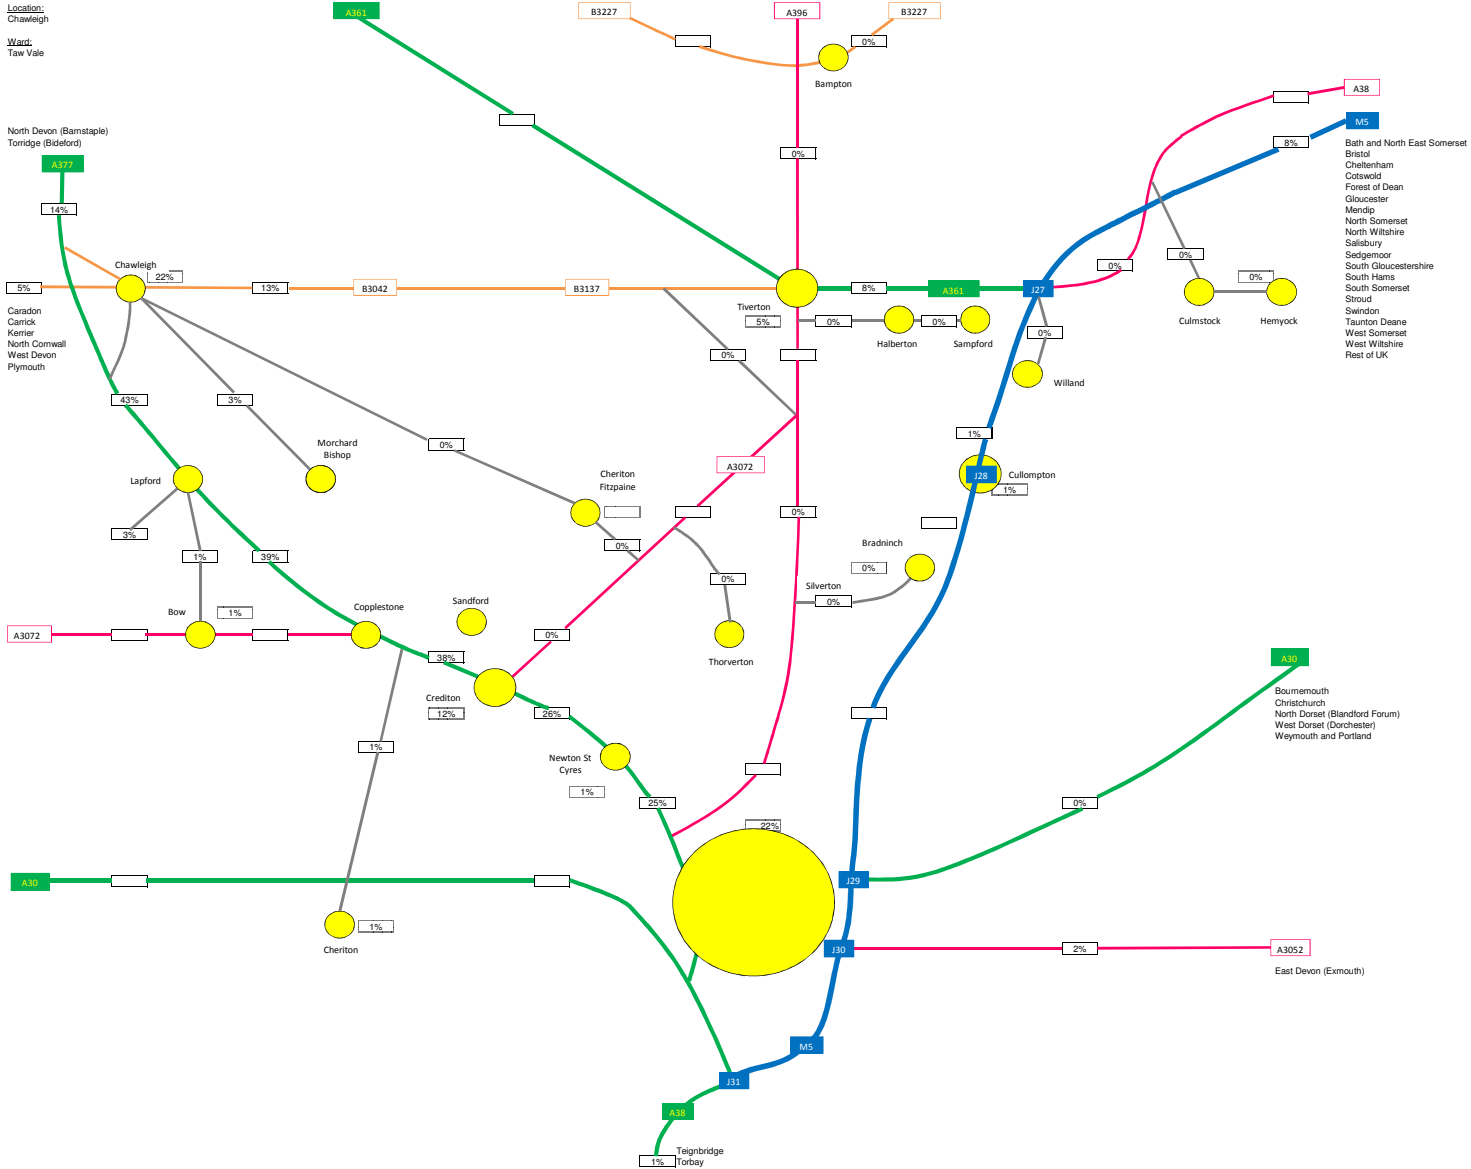 Location:
Chawleigh
Ward:
Taw Vale
A361
B3227
A396
B3227
0%
Bampton
A38
M5
8%
North Devon (Barnstaple)
Torridge (Bideford)
A377
14%
0%
Bath and North East Somerset
Bristol
Cheltenham
Cotswold
Forest of Dean
Gloucester
Mendip
North Somerset
North Wiltshire
Salisbury
Sedgemoor
South Gloucestershire
South Hams
South Somerset
Stroud
Swindon
Taunton Deane
West Somerset
West Wiltshire
Rest of UK
Chawleigh
22%
5%
13%
B3042
B3137
8%
A361
J27
0%
0%
0%
Culmstock
Hemyock
Caradon
Carrick
Kerrier
North Cornwall
West Devon
Plymouth
Tiverton
5%
0%
0%
Halberton
Sampford
0%
Willand
0%
43%
3%
0%
1%
Morchard
Bishop
A3072
J28
Cullompton
1%
Lapford
Cheriton
Fitzpaine
0%
3%
1%
39%
0%
Bradninch
0%
0%
Silverton
0%
Bow
1%
Copplestone
Sandford
A3072
0%
38%
Thorverton
A30
Crediton
12%
26%
Bournemouth
Christchurch
North Dorset (Blandford Forum)
West Dorset (Dorchester)
Weymouth and Portland
1%
Newton St
Cyres
1%
25%
0%
22%
A30
J29
Cheriton
1%
J30
2%
A3052
East Devon (Exmouth)
M5
J31
A38
1%
Teignbridge
Torbay